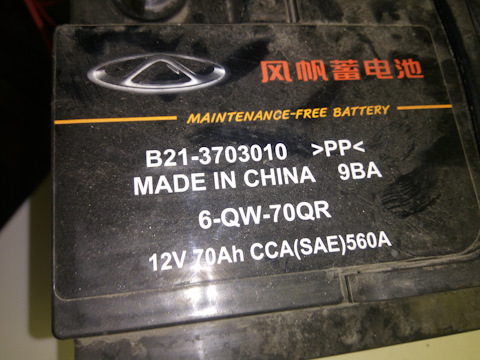 风帆蓄电池
MAINTENANCE-FREE BATTERY
B21-3703010 >PP<
MADE IN CHINA 9BA
6-QW-70QR
12V 70Ah CCA(SAE)560A